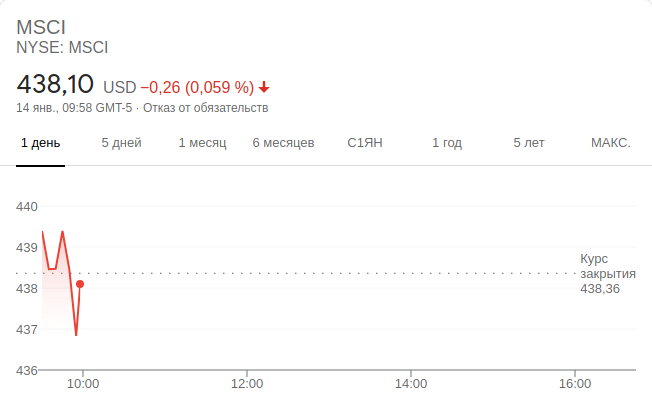 MSCI
NYSE: MSCI
438,10 USD −0,26 (0,059 %)
14 янв., 09:58 GMT-5 · Отказ от обязательств
1 день 5 дней 1 месяц 6 месяцев С1ЯН 1 год 5 лет МАКС.
440
439
Курс
закрытия
438
438,36
437
436
10:00 12:00 14:00 16:00